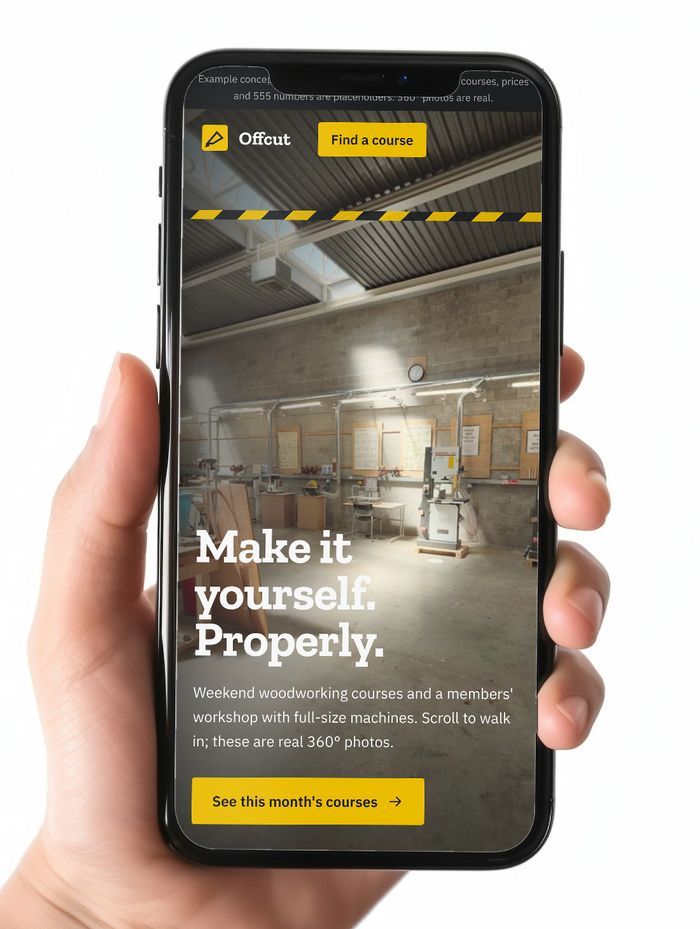 Example conce courses, prices
and 555 numbers are placeholders. 360° photos are real.
Offcut
Find a course
Make it
yourself.
Properly.
Weekend woodworking courses and a members'
workshop with full-size machines. Scroll to walk
in; these are real 360° photos.
See this month's courses